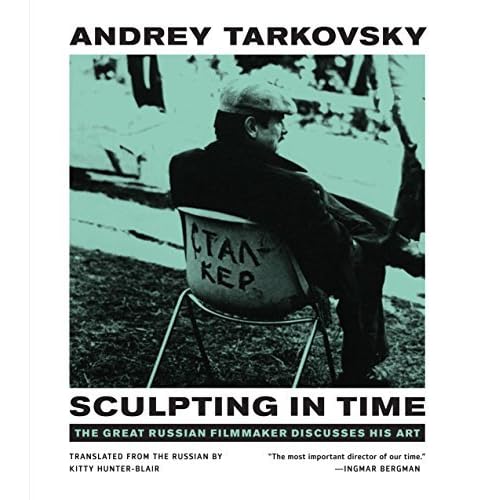 ANDREY TARKOVSKY
СТАЛ-
КЕР
SCULPTING IN TIME
THE GREAT RUSSIAN FILMMAKER DISCUSSES HIS ART
TRANSLATED FROM THE RUSSIAN BY
KITTY HUNTER-BLAIR
"The most important director of our time."
—INGMAR BERGMAN